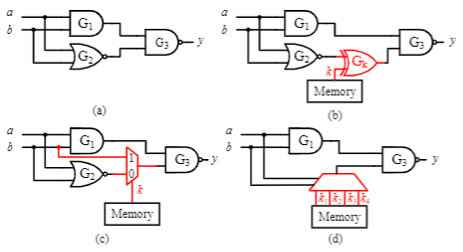 a
b
G1
G2
G3
y
(a)
a
b
G1
G2
Gk
G3
y
k
Memory
(b)
a
b
G1
G2
1
0
G3
y
k
Memory
(c)
a
b
G1
G3
y
k1 k2 k3 k4
Memory
(d)